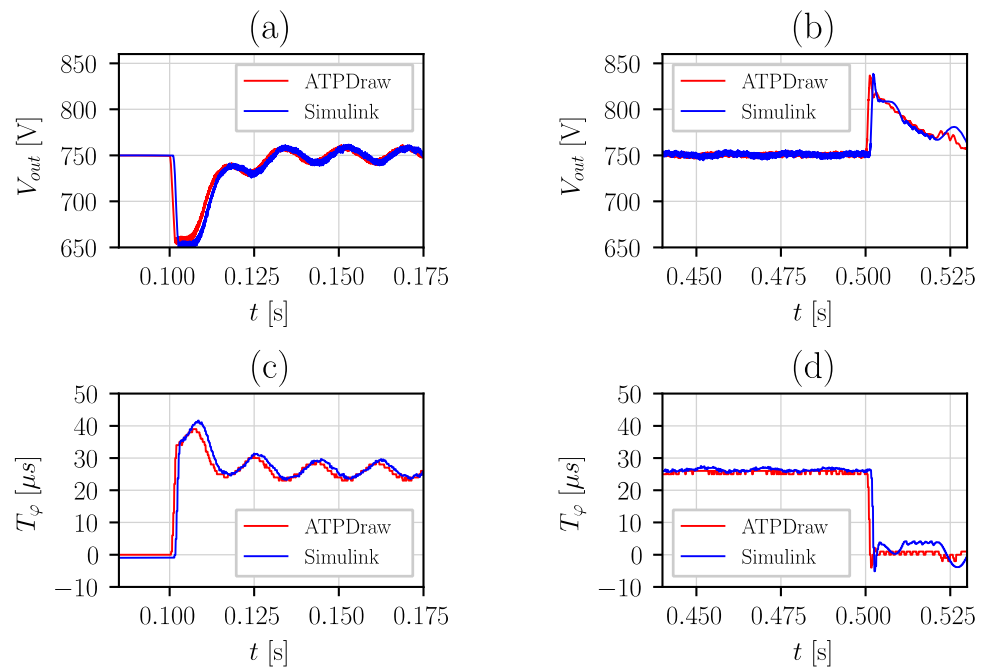 (a)
850
800
750
700
650
V_out [V]
ATPDraw
Simulink
0.100 0.125 0.150 0.175
t [s]
(b)
850
800
750
700
650
V_out [V]
ATPDraw
Simulink
0.450 0.475 0.500 0.525
t [s]
(c)
50
40
30
20
10
0
−10
T_φ [μs]
ATPDraw
Simulink
0.100 0.125 0.150 0.175
t [s]
(d)
50
40
30
20
10
0
−10
T_φ [μs]
ATPDraw
Simulink
0.450 0.475 0.500 0.525
t [s]